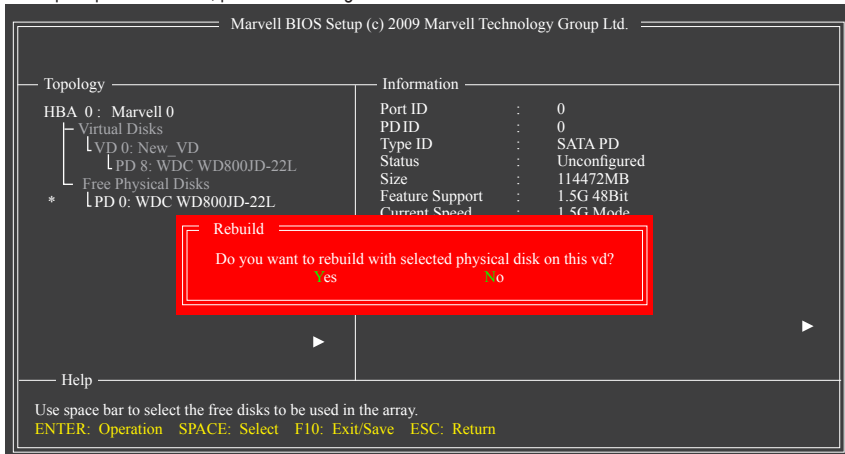 Marvell BIOS Setup (c) 2009 Marvell Technology Group Ltd.
Topology
HBA 0 : Marvell 0
Virtual Disks
VD 0: New_VD
PD 8: WDC WD800JD-22L
Free Physical Disks
* PD 0: WDC WD800JD-22L
Information
Port ID : 0
PD ID : 0
Type ID : SATA PD
Status : Unconfigured
Size : 114472MB
Feature Support : 1.5G 48Bit
Current Speed : 1.5G Mode
Rebuild
Do you want to rebuild with selected physical disk on this vd?
Yes No
Help
Use space bar to select the free disks to be used in the array.
ENTER: Operation SPACE: Select F10: Exit/Save ESC: Return